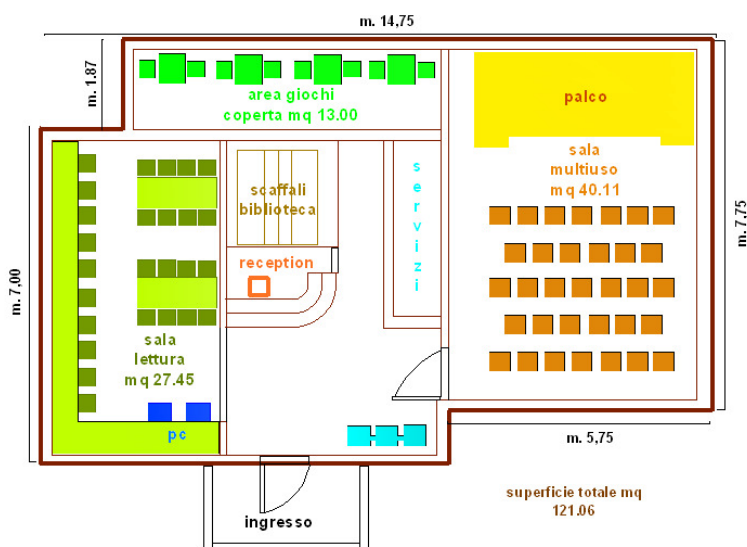 m. 14,75
m. 1.87
area giochi
coperta mq 13.00
palco
sala
multiuso
mq 40.11
scaffali
biblioteca
servizi
reception
m. 7,75
m. 7,00
sala
lettura
mq 27.45
pc
m. 5,75
ingresso
superficie totale mq
121.06